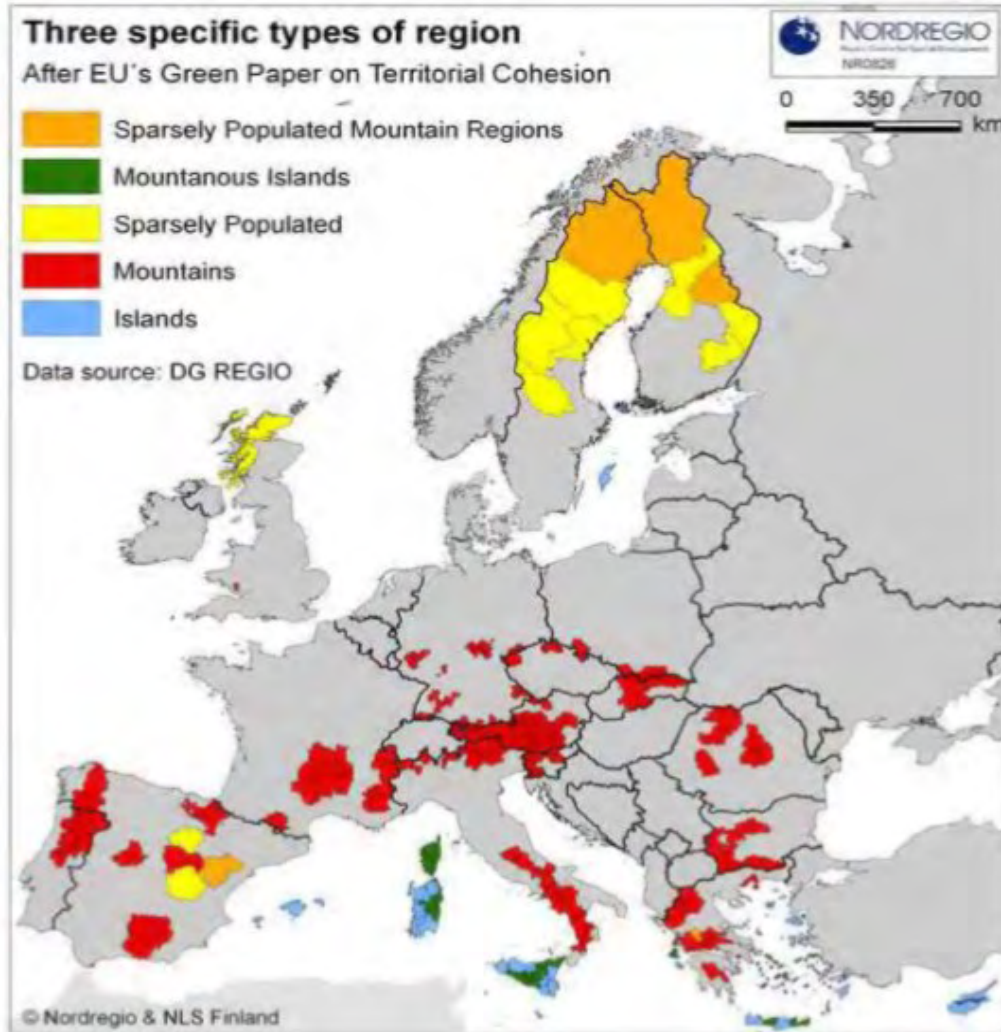 Three specific types of region
After EU´s Green Paper on Territorial Cohesion
NORDREGIO
NR0826
0 350 700
km
Sparsely Populated Mountain Regions
Mountanous Islands
Sparsely Populated
Mountains
Islands
Data source: DG REGIO
© Nordregio & NLS Finland